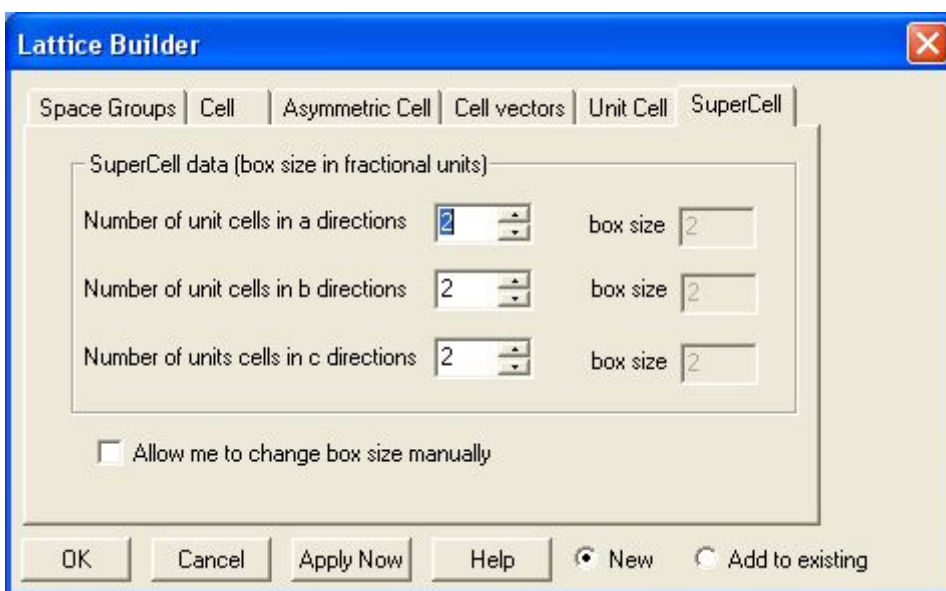 Lattice Builder
Space Groups Cell Asymmetric Cell Cell vectors Unit Cell SuperCell
SuperCell data (box size in fractional units)
Number of unit cells in a directions 2 box size 2
Number of unit cells in b directions 2 box size 2
Number of units cells in c directions 2 box size 2
Allow me to change box size manually
OK Cancel Apply Now Help New Add to existing